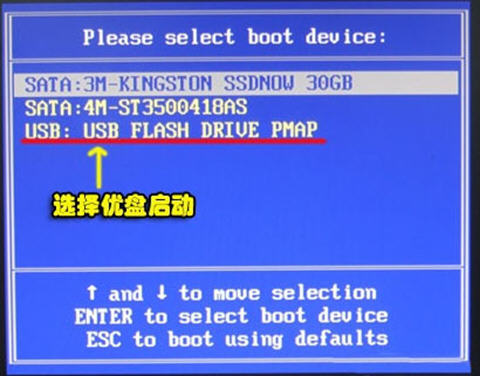 Please select boot device:
SATA:3M-KINGSTON SSDNOW 30GB
SATA:4M-ST3500418AS
USB: USB FLASH DRIVE PMAP
选择优盘启动
↑ and ↓ to move selection
ENTER to select boot device
ESC to boot using defaults